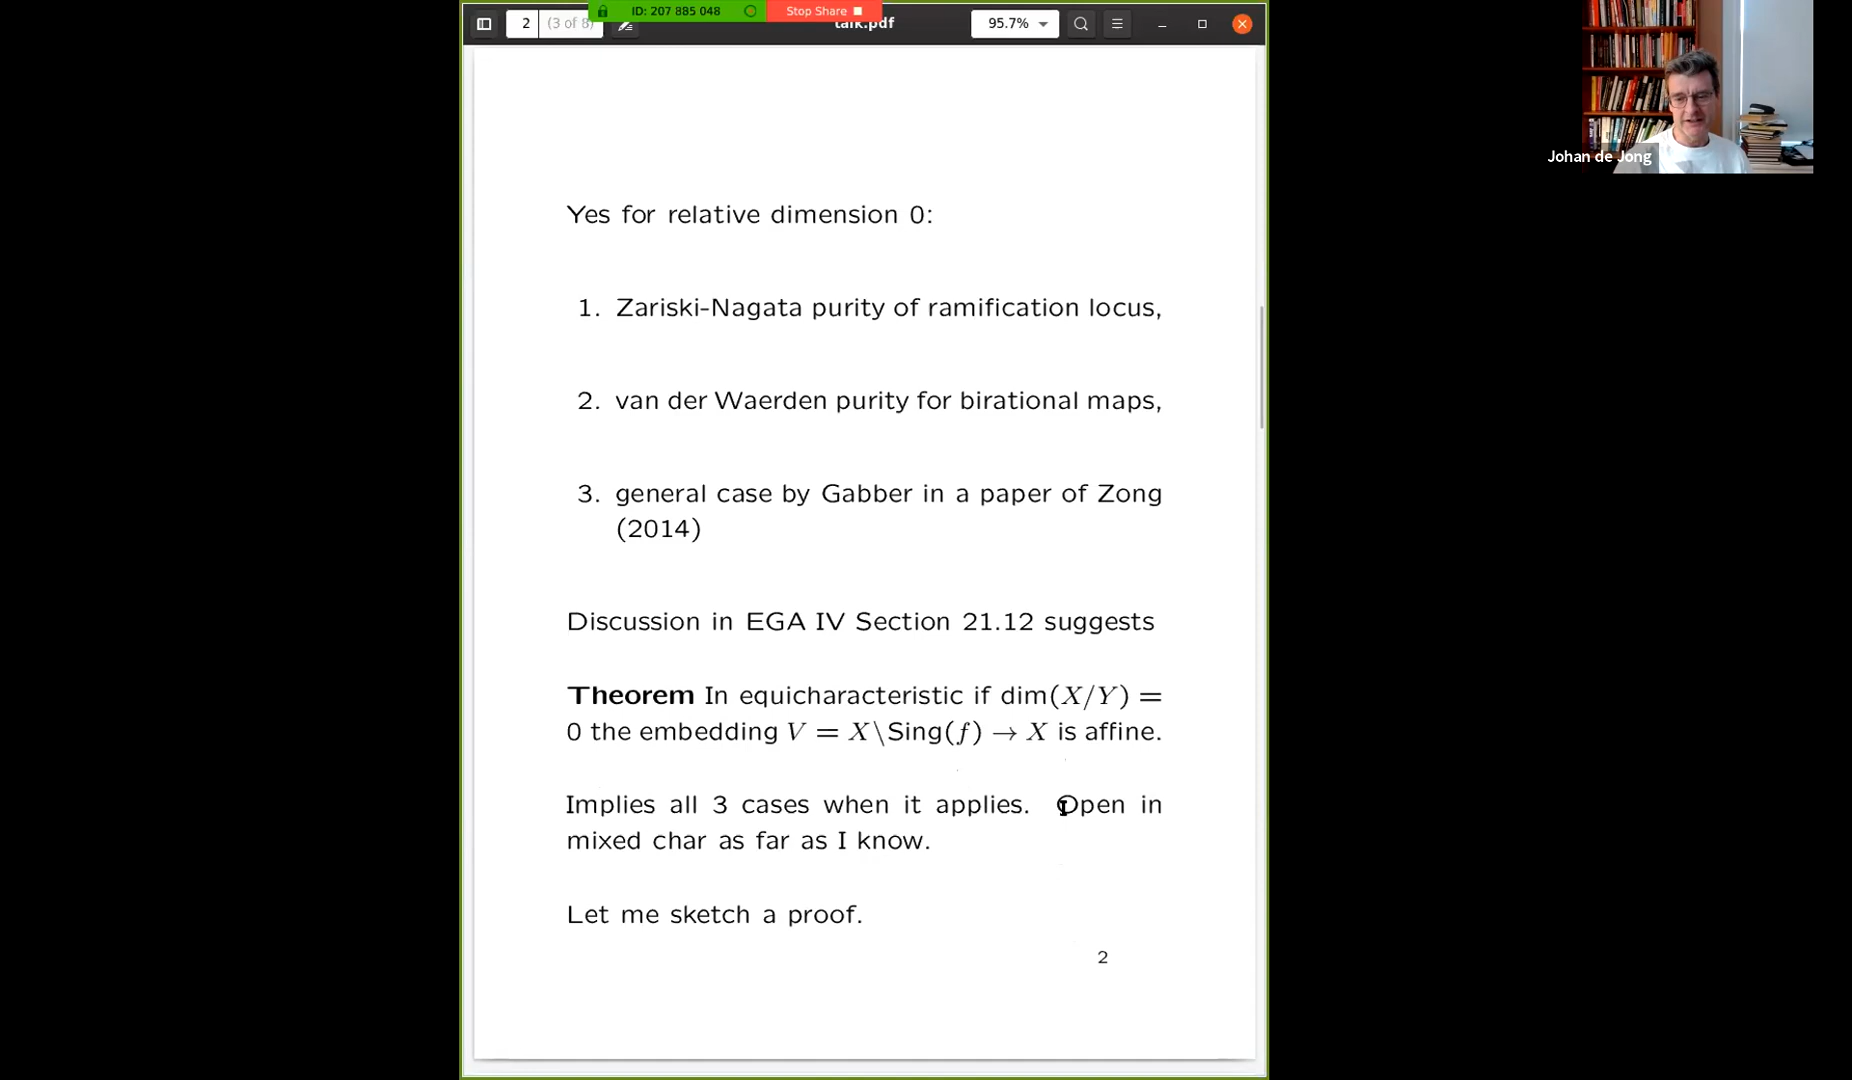 ID: 207 885 048
Stop Share
2
(3 of 8)
talk.pdf
95.7%
Johan de Jong
Yes for relative dimension 0:
1. Zariski-Nagata purity of ramification locus,
2. van der Waerden purity for birational maps,
3. general case by Gabber in a paper of Zong
(2014)
Discussion in EGA IV Section 21.12 suggests
Theorem In equicharacteristic if dim(X/Y) =
0 the embedding V = X\Sing(f) → X is affine.
Implies all 3 cases when it applies. Open in
mixed char as far as I know.
Let me sketch a proof.
2